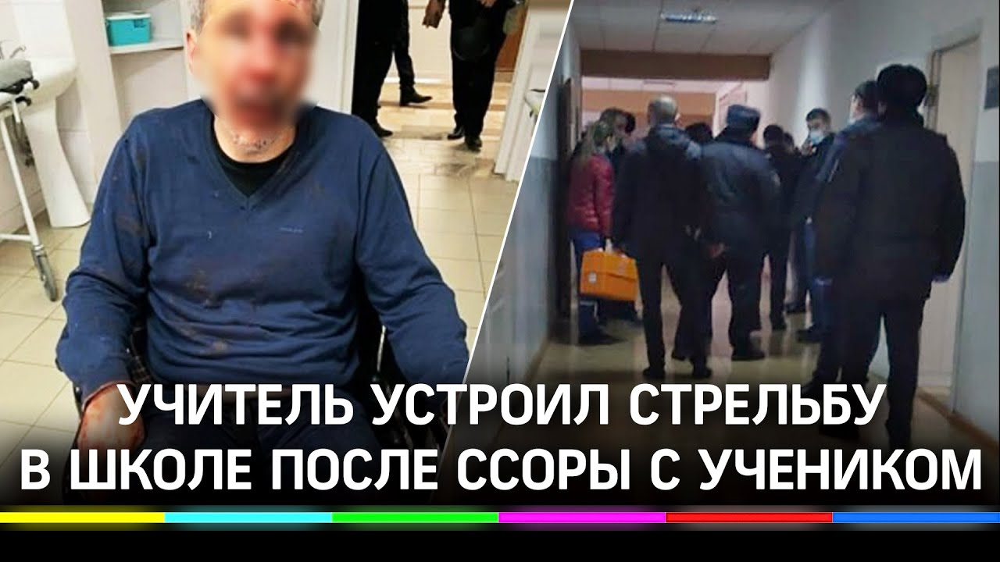 УЧИТЕЛЬ УСТРОИЛ СТРЕЛЬБУ
В ШКОЛЕ ПОСЛЕ ССОРЫ С УЧЕНИКОМ